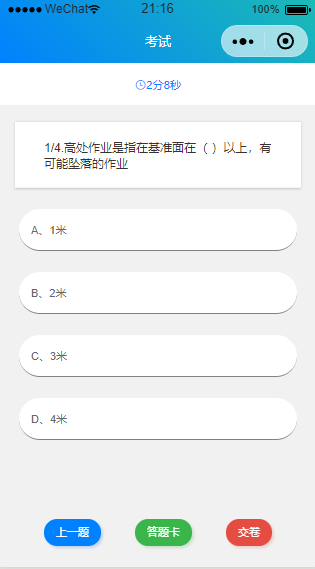 WeChat 21:16 100%
考试
2分8秒
1/4.高处作业是指在基准面在（ ）以上，有
可能坠落的作业
A、1米
B、2米
C、3米
D、4米
上一题 答题卡 交卷